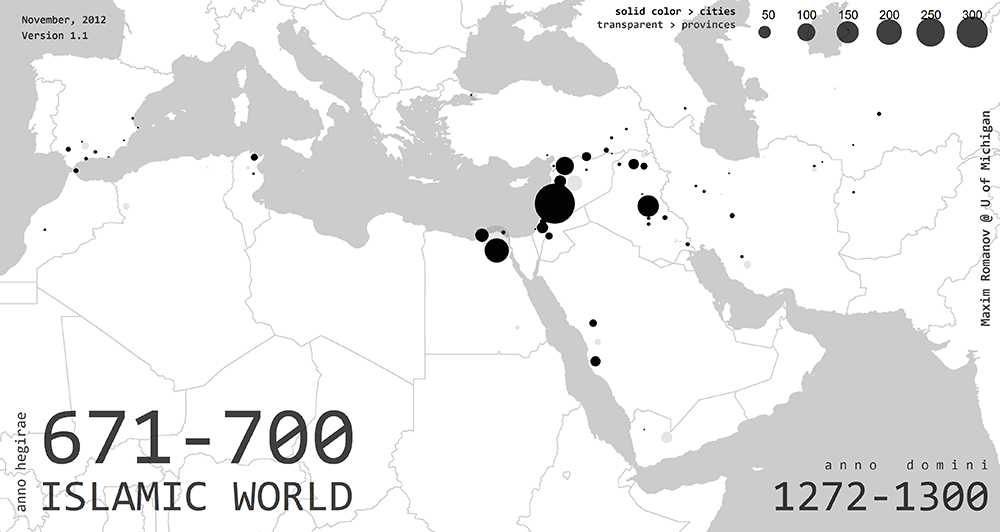 November, 2012
Version 1.1
solid color > cities
transparent > provinces
50 100 150 200 250 300
Maxim Romanov @ U of Michigan
anno hegirae
671-700
ISLAMIC WORLD
anno domini
1272-1300